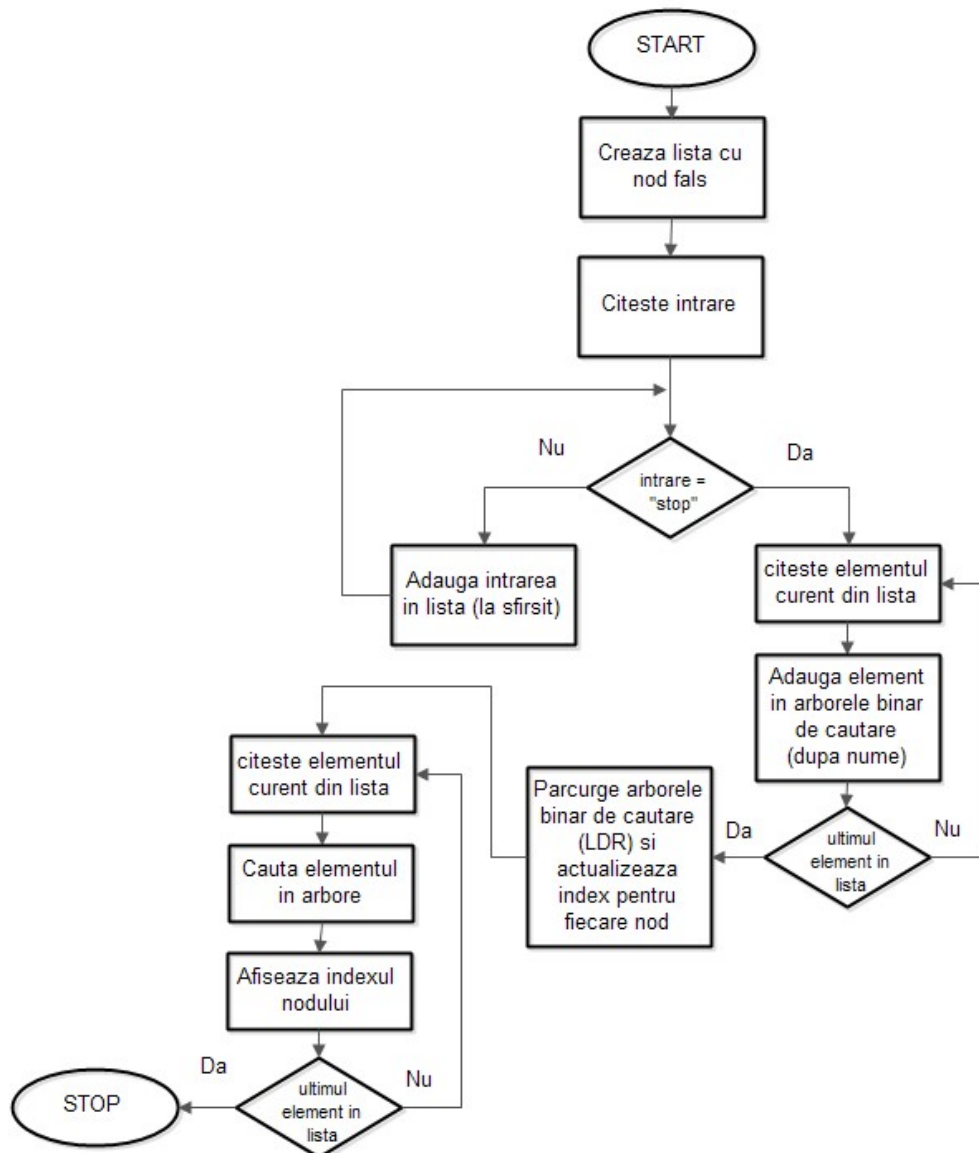 START
Creaza lista cu
nod fals
Citeste intrare
Nu
Da
intrare =
"stop"
Adauga intrarea
in lista (la sfirsit)
citeste elementul
curent din lista
Adauga element
in arborele binar
de cautare
(dupa nume)
ultimul
element in
lista
Nu
Da
Parcurge arborele
binar de cautare
(LDR) si
actualizeaza
index pentru
fiecare nod
citeste elementul
curent din lista
Cauta elementul
in arbore
Afiseaza indexul
nodului
ultimul
element in
lista
Da
Nu
STOP